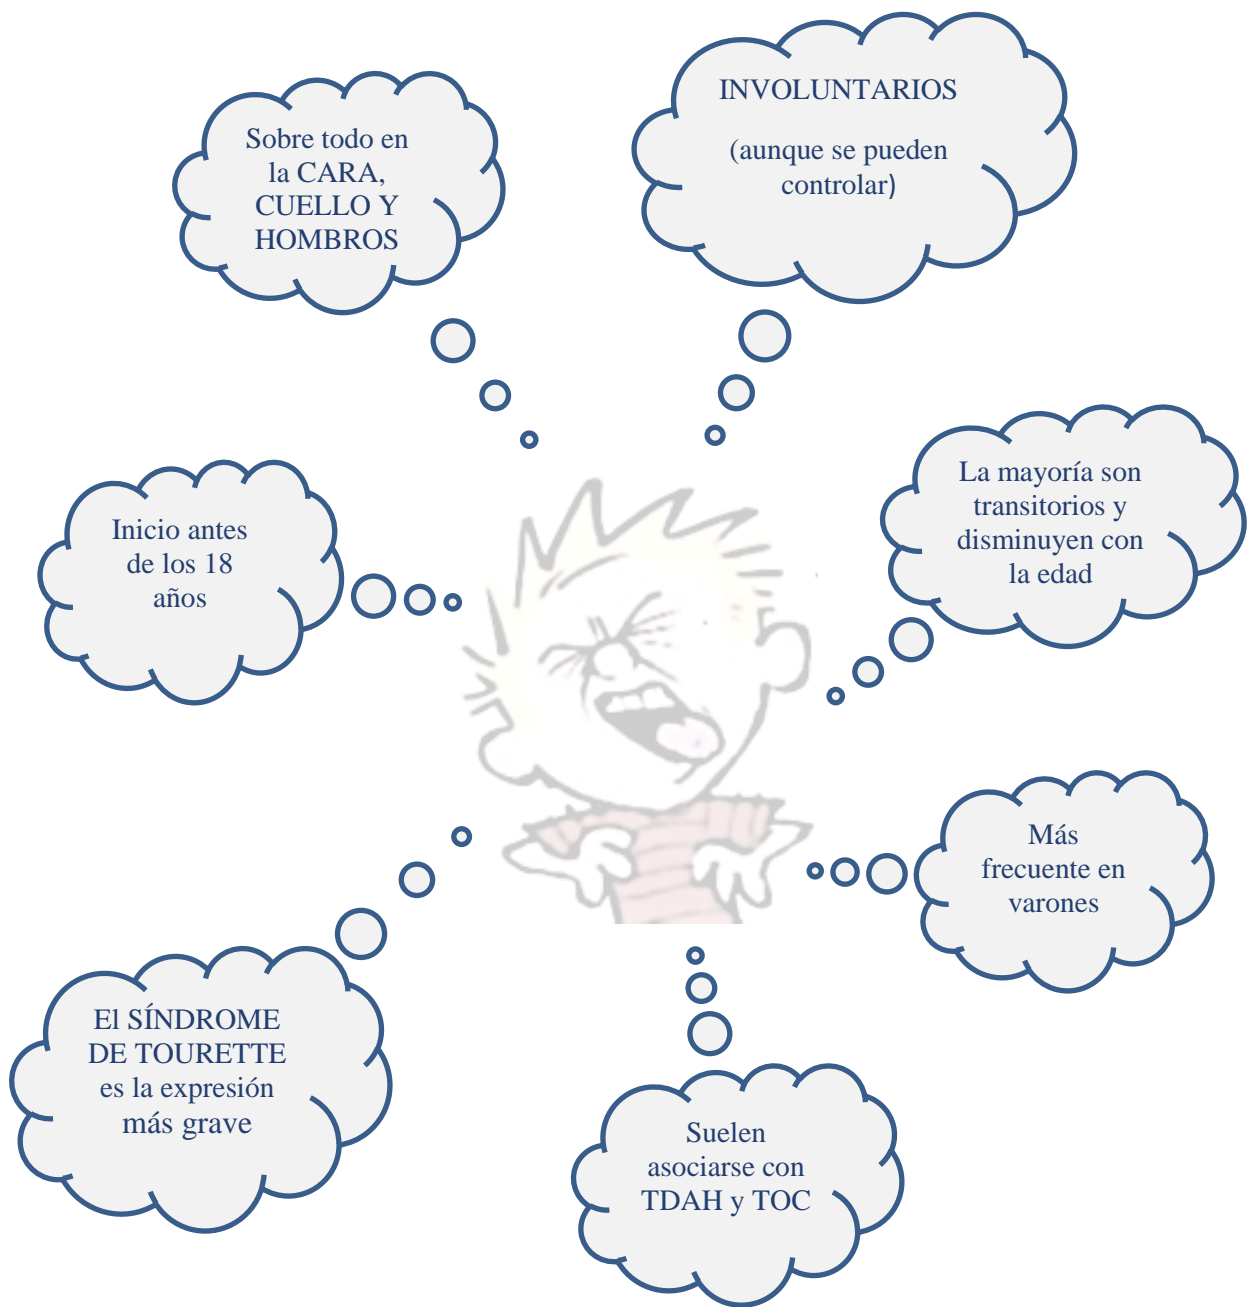 Sobre todo en
la CARA,
CUELLO Y
HOMBROS
INVOLUNTARIOS
(aunque se pueden
controlar)
Inicio antes
de los 18
años
La mayoría son
transitorios y
disminuyen con
la edad
Más
frecuente en
varones
El SÍNDROME
DE TOURETTE
es la expresión
más grave
Suelen
asociarse con
TDAH y TOC